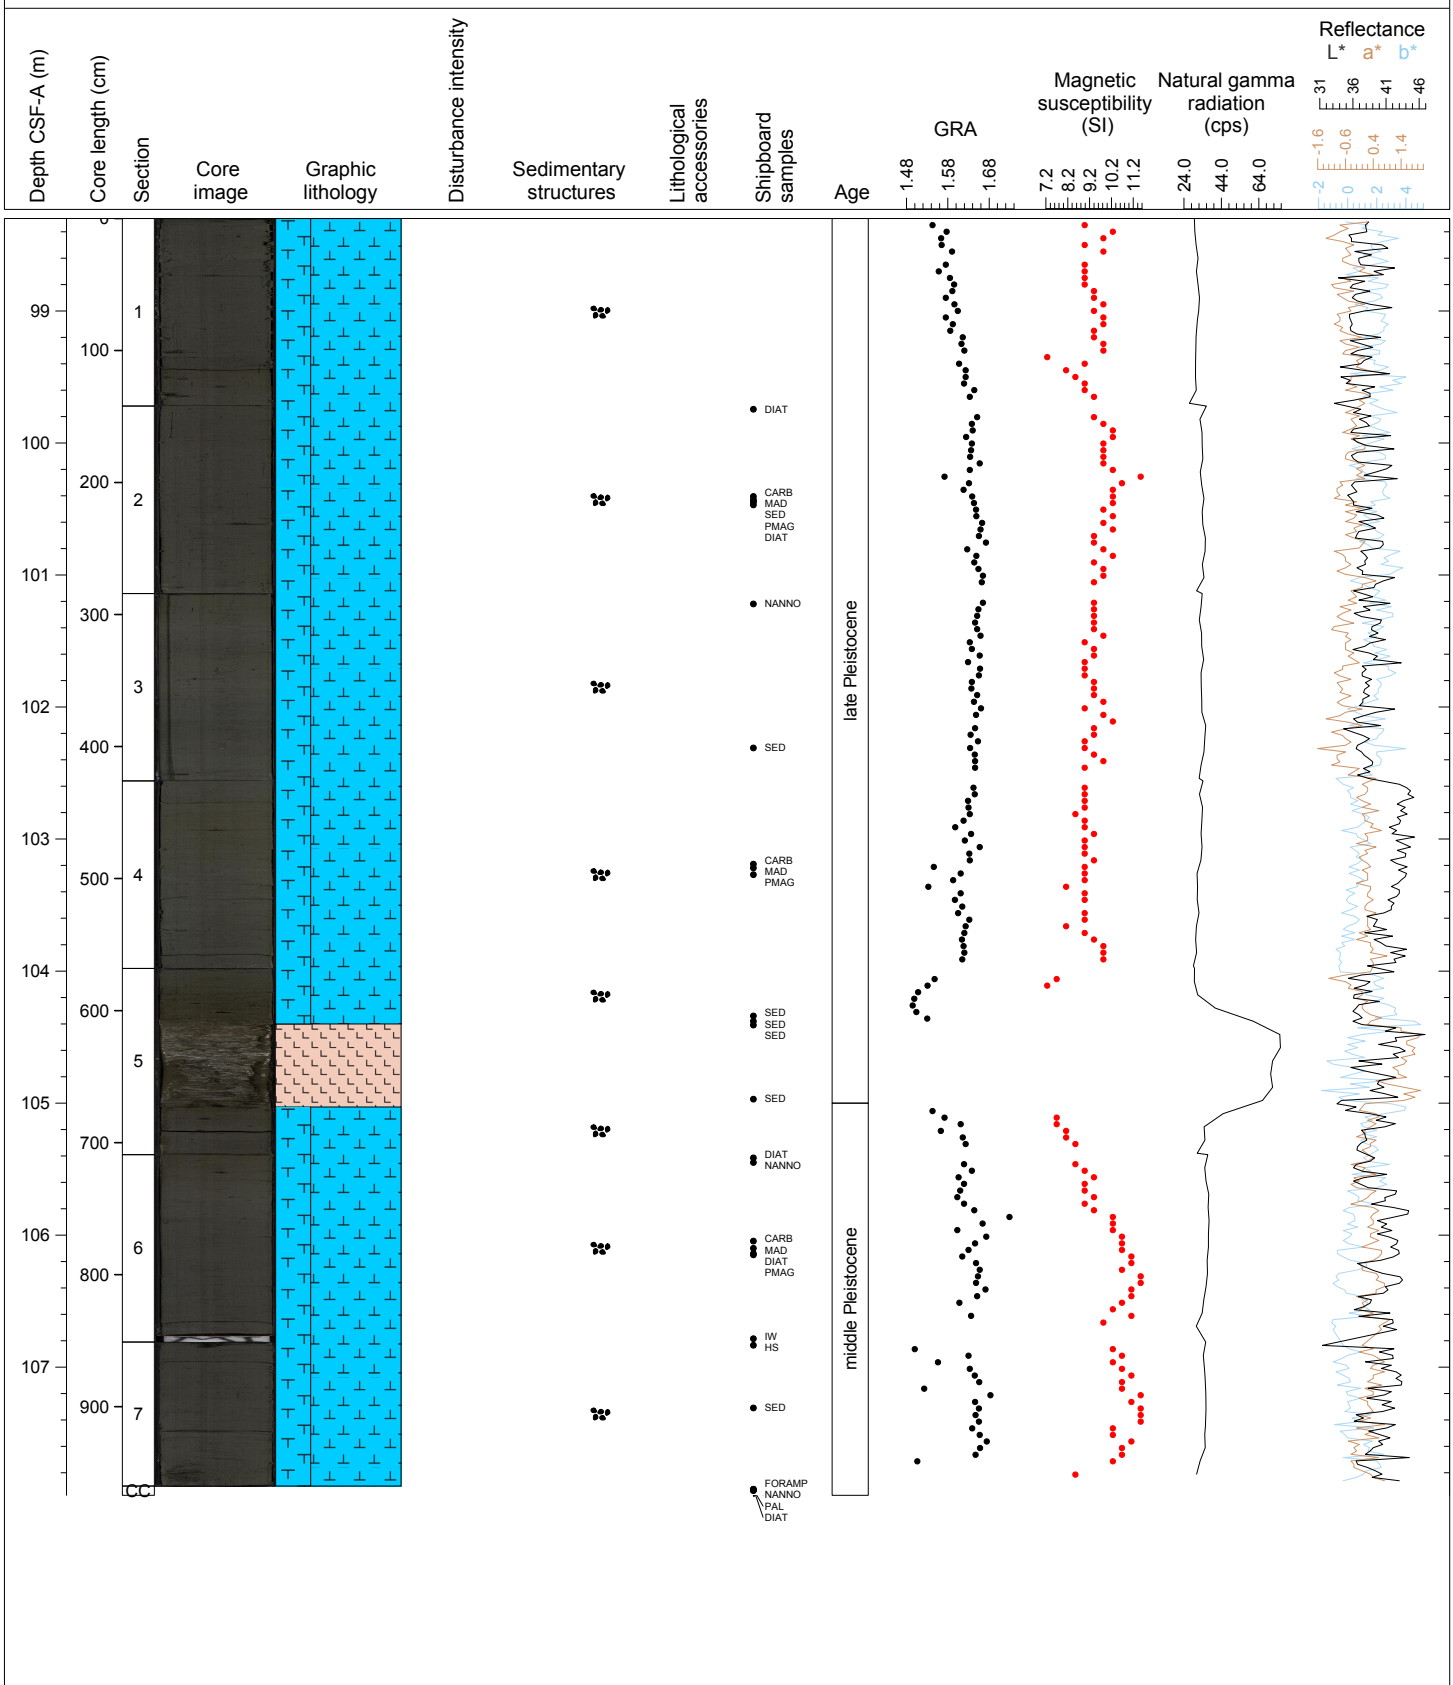 Depth CSF-A (m)
Core length (cm)
Section
Core
image
Graphic
lithology
Disturbance intensity
Sedimentary
structures
Lithological
accessories
Shipboard
samples
Age
GRA
1.48
1.58
1.68
Magnetic
susceptibility
(SI)
7.2
8.2
9.2
10.2
11.2
Natural gamma
radiation
(cps)
24.0
44.0
64.0
Reflectance
L* a* b*
31
36
41
46
-1.6
-0.6
0.4
1.4
-2
0
2
4
0
99
1
100
DIAT
100
200
2
CARB
MAD
SED
PMAG
DIAT
101
300
NANNO
late Pleistocene
3
102
400
SED
103
4
500
CARB
MAD
PMAG
104
600
SED
SED
SED
5
105
SED
700
DIAT
NANNO
106
6
CARB
MAD
DIAT
PMAG
800
middle Pleistocene
IW
HS
107
900
7
SED
CC
FORAMP
NANNO
PAL
DIAT